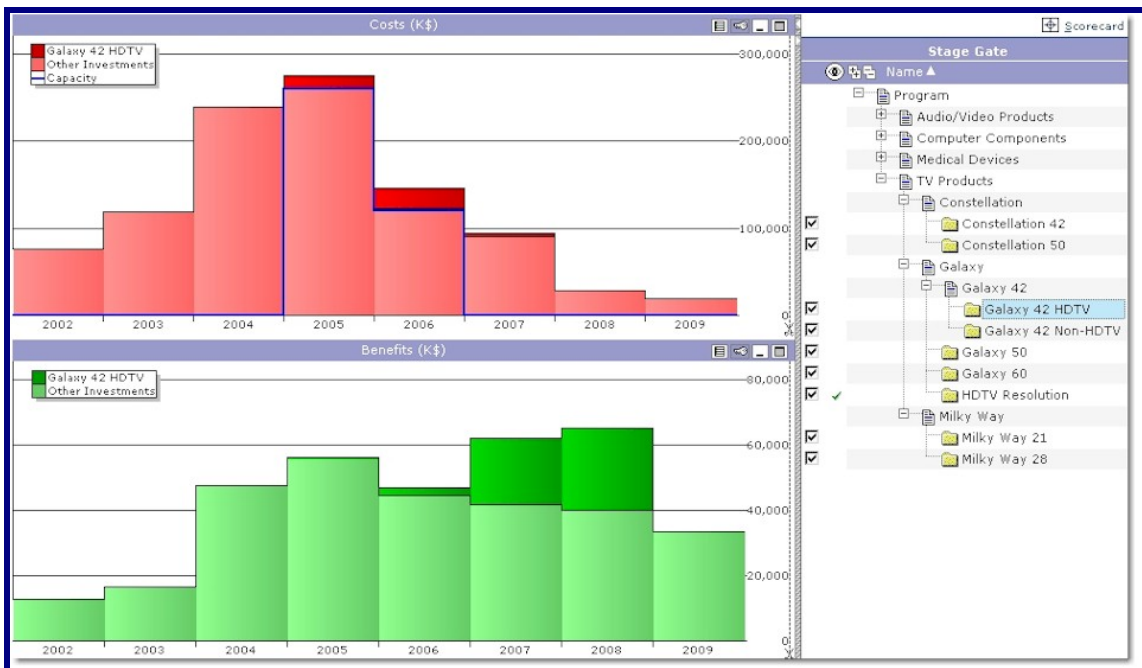 Costs (K$)
Galaxy 42 HDTV
Other Investments
Capacity
300,000
200,000
100,000
0
2002 2003 2004 2005 2006 2007 2008 2009
Benefits (K$)
Galaxy 42 HDTV
Other Investments
80,000
60,000
40,000
20,000
0
2002 2003 2004 2005 2006 2007 2008 2009
Scorecard
Stage Gate
Name
Program
Audio/Video Products
Computer Components
Medical Devices
TV Products
Constellation
Constellation 42
Constellation 50
Galaxy
Galaxy 42
Galaxy 42 HDTV
Galaxy 42 Non-HDTV
Galaxy 50
Galaxy 60
HDTV Resolution
Milky Way
Milky Way 21
Milky Way 28